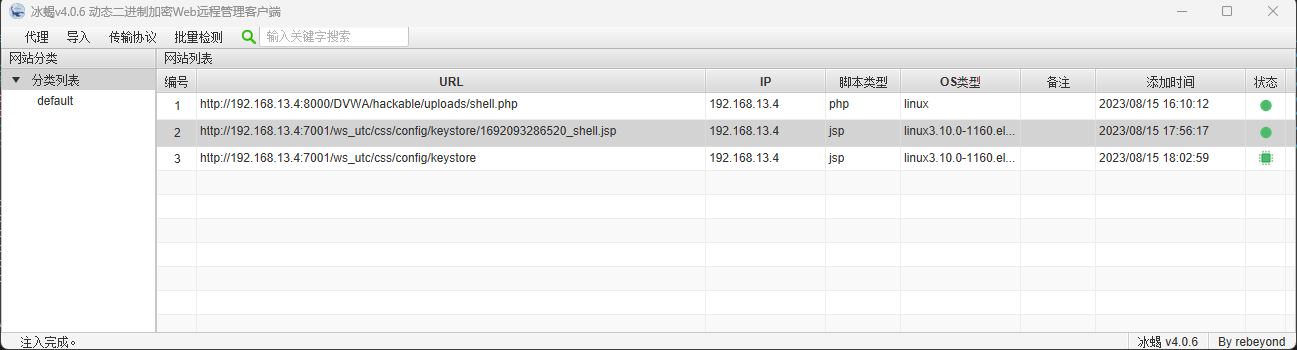 冰蝎v4.0.6 动态二进制加密Web远程管理客户端
代理 导入 传输协议 批量检测 输入关键字搜索
网站分类 网站列表
分类列表 编号 URL IP 脚本类型 OS类型 备注 添加时间 状态
default 1 http://192.168.13.4:8000/DVWA/hackable/uploads/shell.php 192.168.13.4 php linux 2023/08/15 16:10:12
2 http://192.168.13.4:7001/ws_utc/css/config/keystore/1692093286520_shell.jsp 192.168.13.4 jsp linux3.10.0-1160.el... 2023/08/15 17:56:17
3 http://192.168.13.4:7001/ws_utc/css/config/keystore 192.168.13.4 jsp linux3.10.0-1160.el... 2023/08/15 18:02:59
注入完成。 冰蝎 v4.0.6 By rebeyond